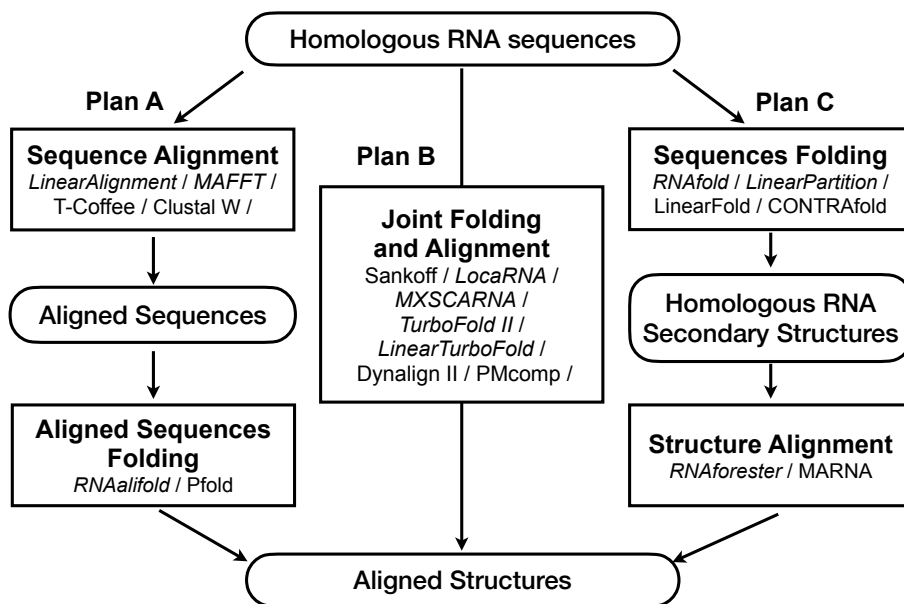 Homologous RNA sequences
Plan A
Sequence Alignment
LinearAlignment / MAFFT /
T-Coffee / Clustal W /
Aligned Sequences
Aligned Sequences
Folding
RNAalifold / Pfold
Plan B
Joint Folding
and Alignment
Sankoff / LocaRNA /
MXSCARNA /
TurboFold II /
LinearTurboFold /
Dynalign II / PMcomp /
Plan C
Sequences Folding
RNAfold / LinearPartition /
LinearFold / CONTRAfold
Homologous RNA
Secondary Structures
Structure Alignment
RNAforester / MARNA
Aligned Structures